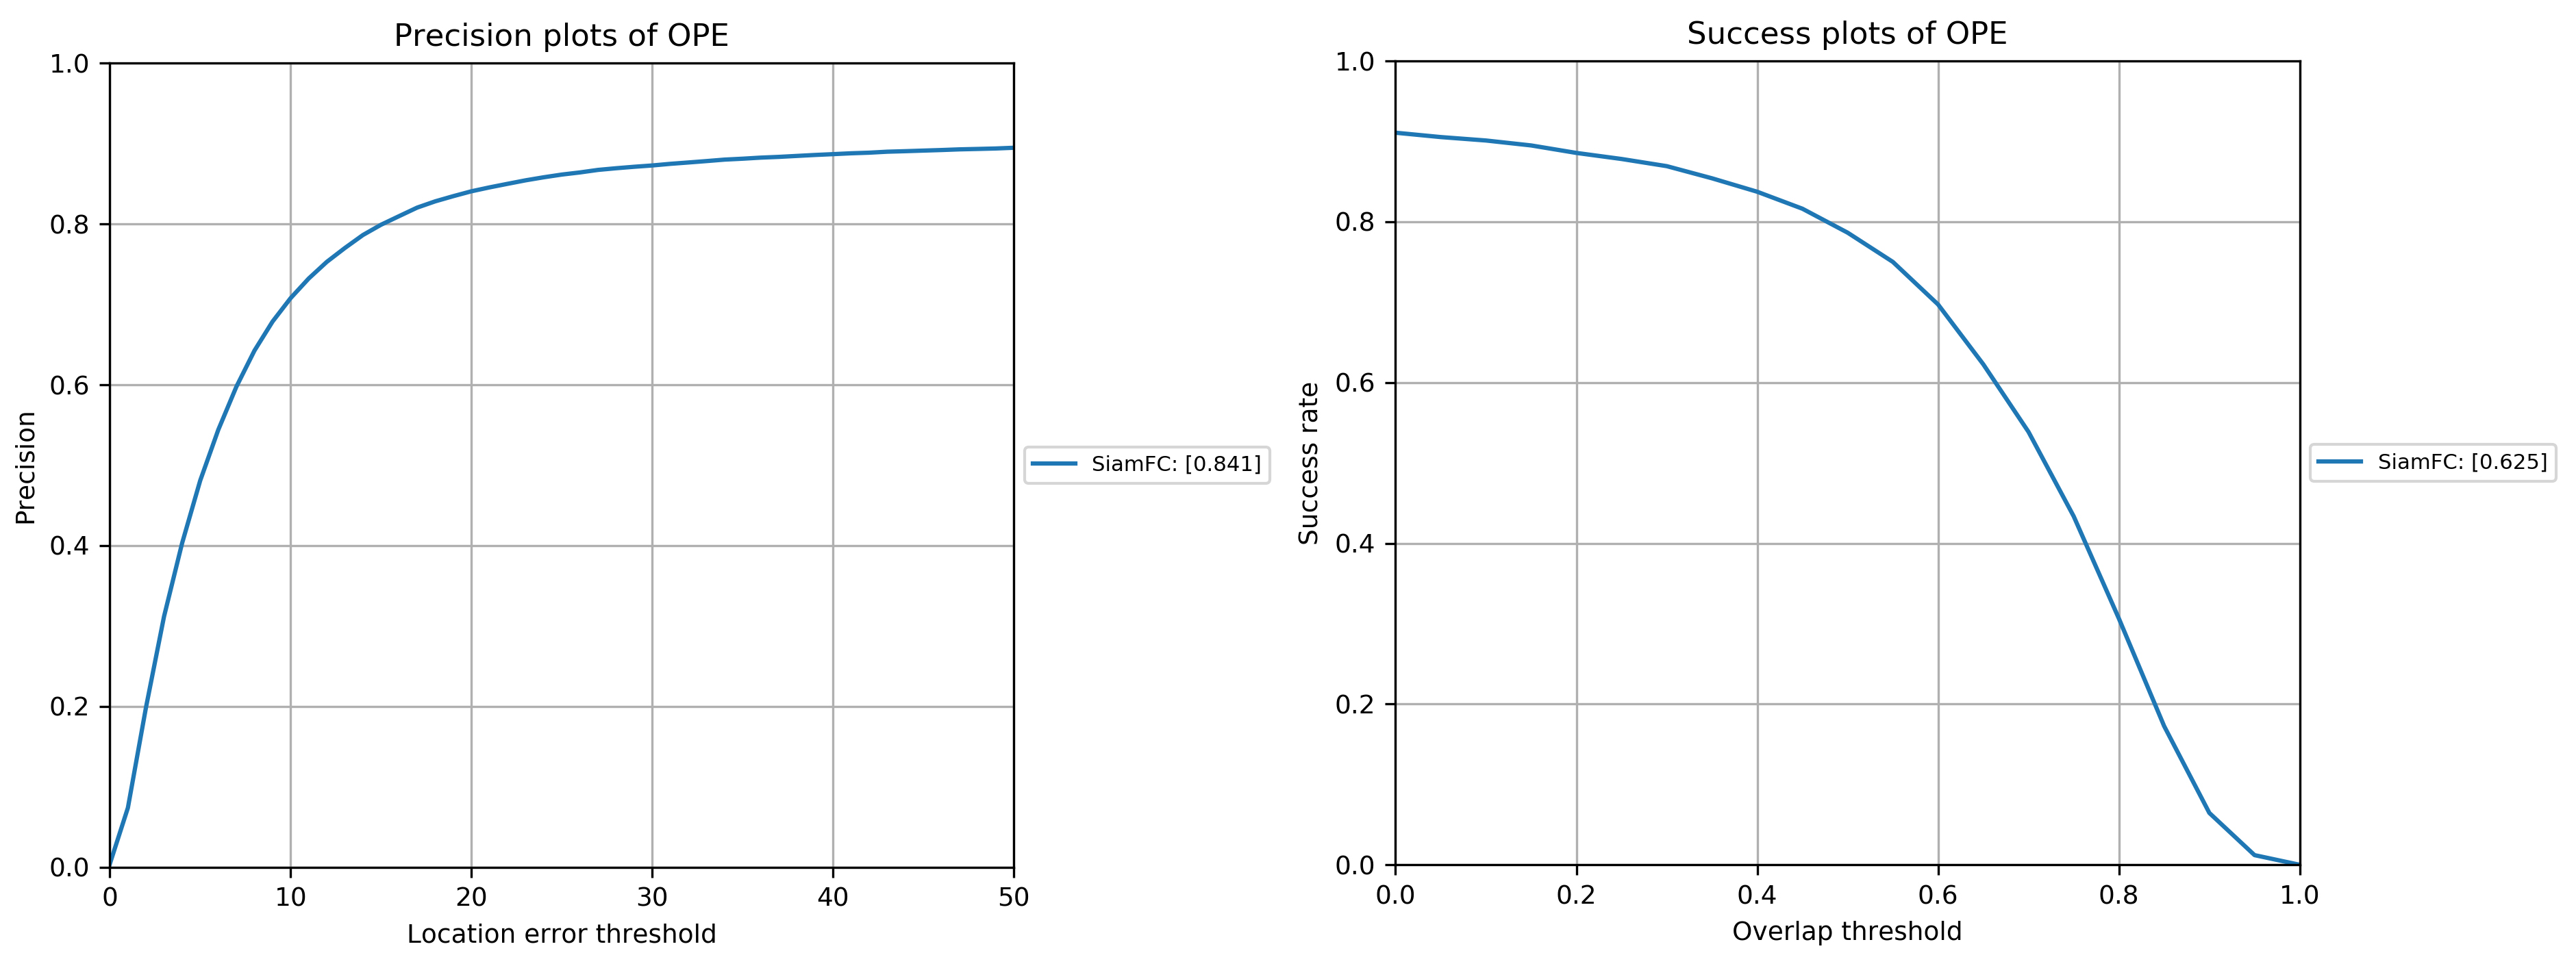 Precision plots of OPE
1.0
0.8
0.6
0.4
0.2
0.0
Precision
0 10 20 30 40 50
Location error threshold
SiamFC: [0.841]
Success plots of OPE
1.0
0.8
0.6
0.4
0.2
0.0
Success rate
0.0 0.2 0.4 0.6 0.8 1.0
Overlap threshold
SiamFC: [0.625]